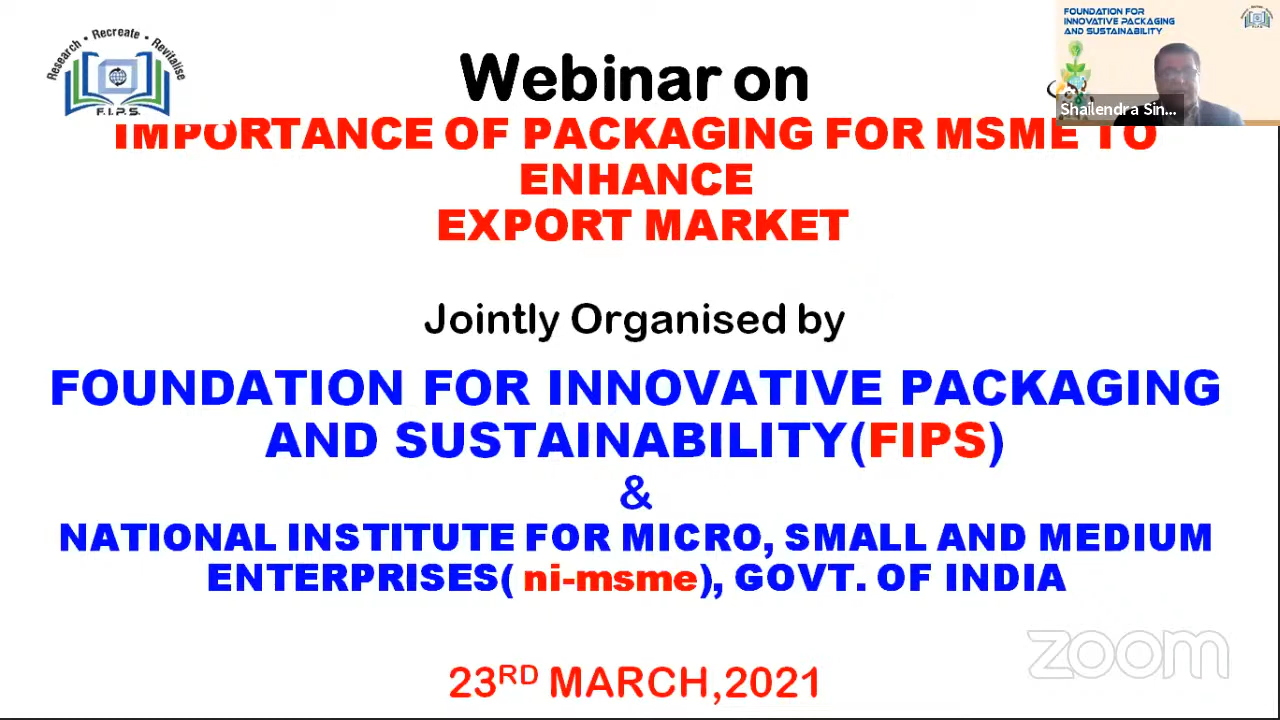 Research • Recreate • Revitalise
F.I.P.S.
Webinar on
IMPORTANCE OF PACKAGING FOR MSME TO
ENHANCE
EXPORT MARKET
Jointly Organised by
FOUNDATION FOR INNOVATIVE PACKAGING
AND SUSTAINABILITY(FIPS)
&
NATIONAL INSTITUTE FOR MICRO, SMALL AND MEDIUM
ENTERPRISES( ni-msme), GOVT. OF INDIA
23RD MARCH,2021
FOUNDATION FOR
INNOVATIVE PACKAGING
AND SUSTAINABILITY
Shailendra Sin...
zoom